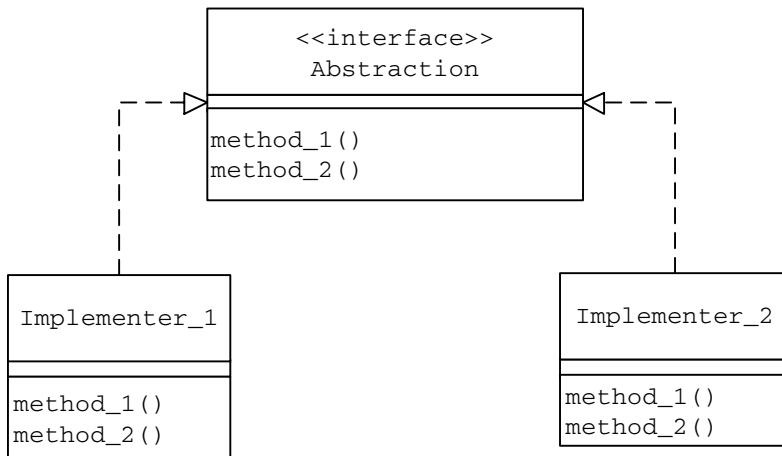 <<interface>>
Abstraction
method_1()
method_2()
Implementer_1
method_1()
method_2()
Implementer_2
method_1()
method_2()